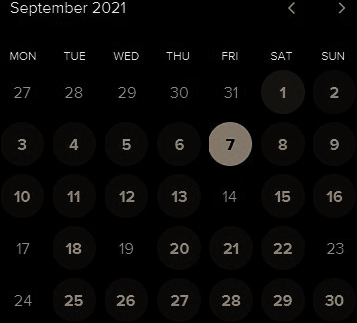 September 2021
MON TUE WED THU FRI SAT SUN
27 28 29 30 31 1 2
3 4 5 6 7 8 9
10 11 12 13 14 15 16
17 18 19 20 21 22 23
24 25 26 27 28 29 30